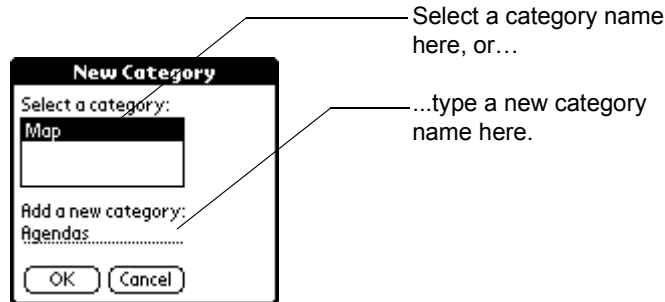 Select a category name
here, or…
New Category
Select a category:
Map
...type a new category
name here.
Add a new category:
Agendas
OK Cancel